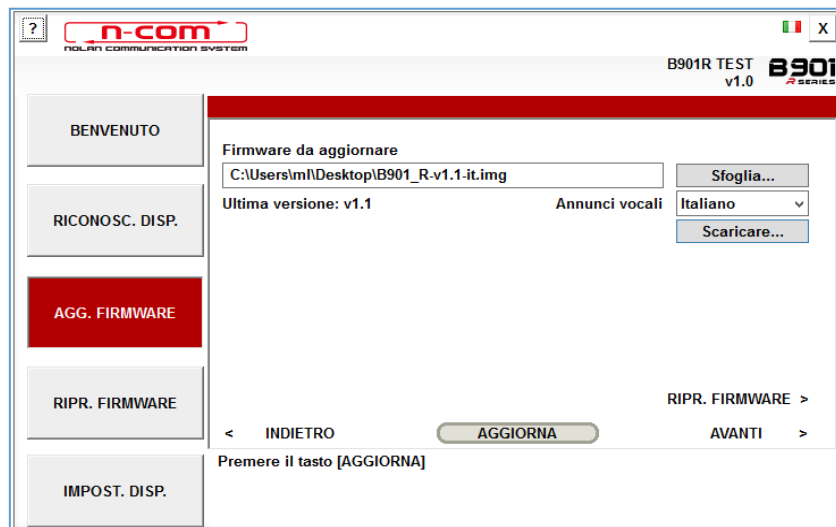 ?
n-com
NOLAN COMMUNICATION SYSTEM
X
B901R TEST
v1.0
B901
R SERIES
BENVENUTO
RICONOSC. DISP.
AGG. FIRMWARE
RIPR. FIRMWARE
IMPOST. DISP.
Firmware da aggiornare
C:\Users\ml\Desktop\B901_R-v1.1-it.img
Sfoglia...
Ultima versione: v1.1
Annunci vocali
Italiano
Scaricare...
RIPR. FIRMWARE >
< INDIETRO
AGGIORNA
AVANTI >
Premere il tasto [AGGIORNA]